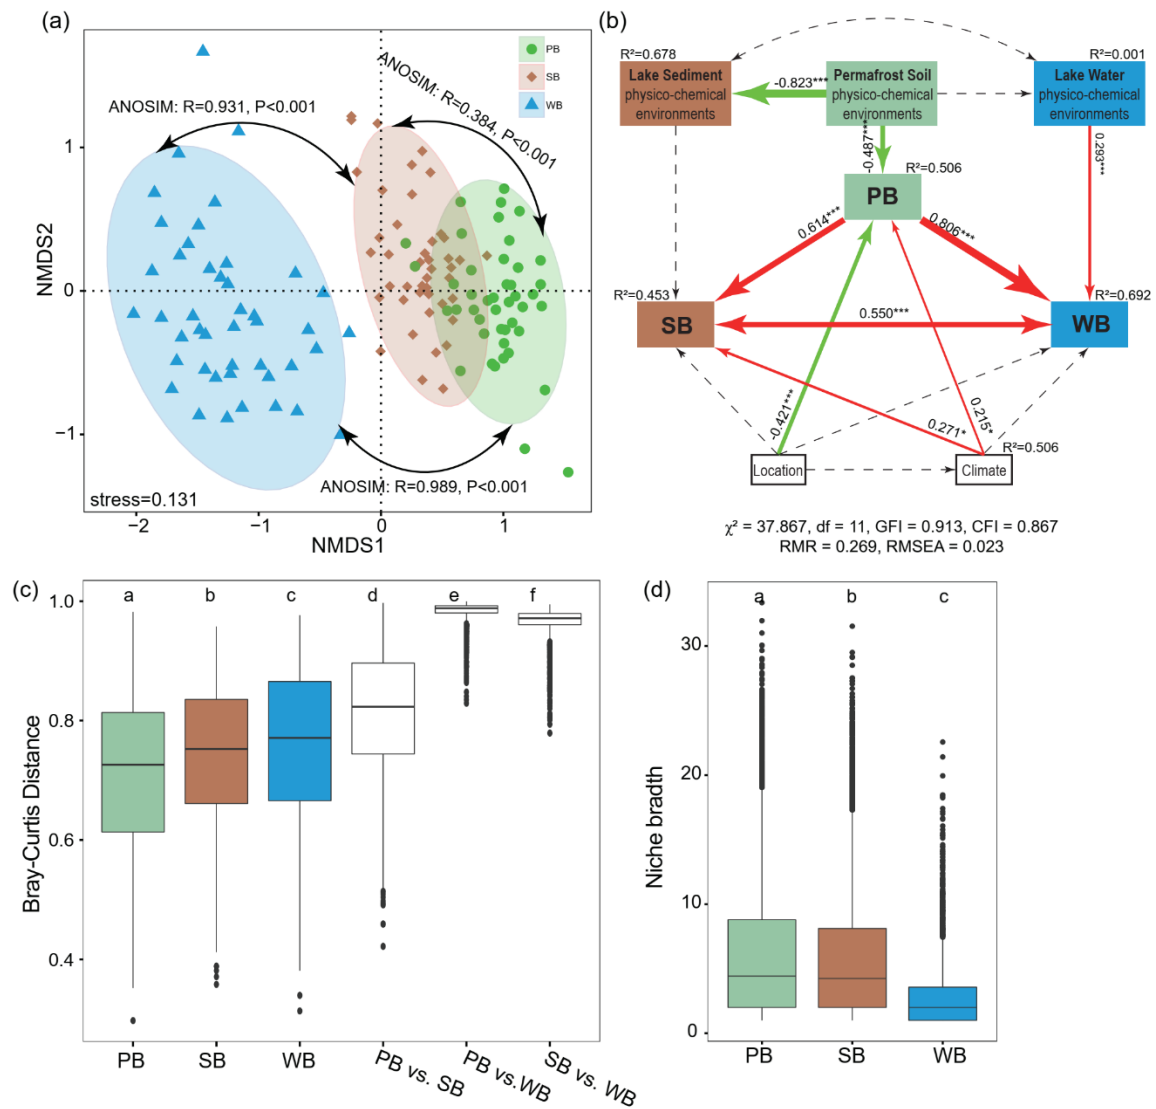 (a)
PB
SB
WB
ANOSIM: R=0.931, P<0.001
ANOSIM: R=0.384, P<0.001
ANOSIM: R=0.989, P<0.001
stress=0.131
1
0
−1
NMDS2
−2
−1
0
1
NMDS1
(b)
R²=0.678
R²=0.001
Lake Sediment
physico-chemical
environments
-0.823***
Permafrost Soil
physico-chemical
environments
Lake Water
physico-chemical
environments
-0.487***
0.293***
R²=0.506
PB
0.614***
0.806***
R²=0.453
R²=0.692
SB
0.550***
WB
-0.421***
0.215*
0.271*
R²=0.506
Location
Climate
χ² = 37.867, df = 11, GFI = 0.913, CFI = 0.867
RMR = 0.269, RMSEA = 0.023
(c)
a
b
c
d
e
f
1.0
0.8
0.6
0.4
Bray-Curtis Distance
PB
SB
WB
PB vs. SB
PB vs.WB
SB vs. WB
(d)
a
b
c
30
20
10
0
Niche bradth
PB
SB
WB